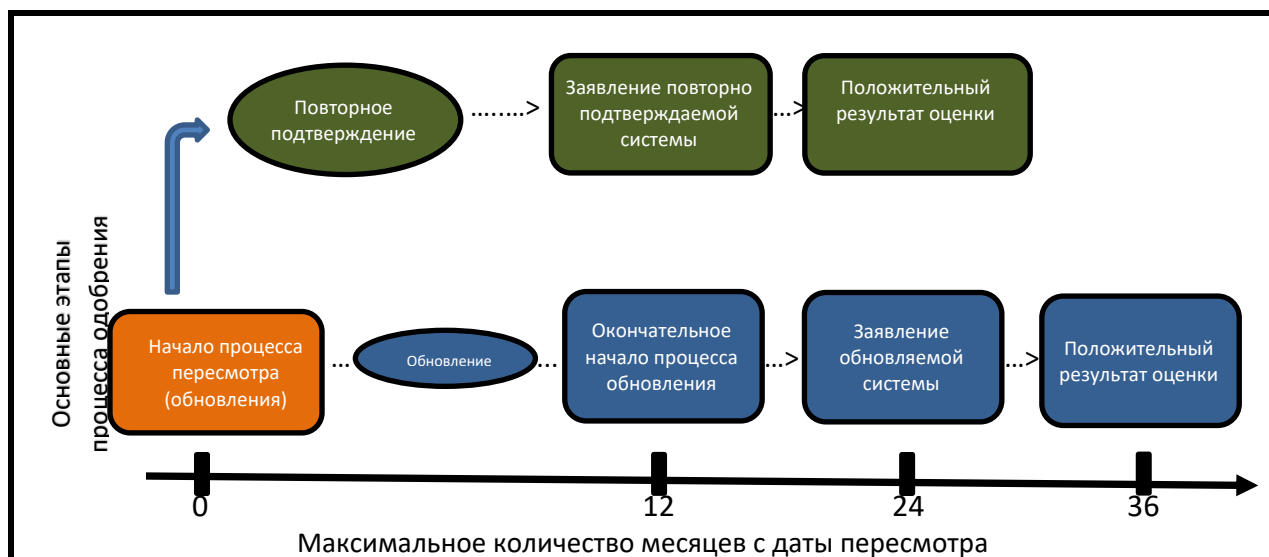 Повторное
подтверждение
........>
Заявление повторно
подтверждаемой
системы
...>
Положительный
результат оценки
Основные этапы
процесса одобрения
Начало процесса
пересмотра
(обновления)
...
Обновление
...
Окончательное
начало процесса
обновления
...>
Заявление
обновляемой
системы
...>
Положительный
результат оценки
0
12
24
36
Максимальное количество месяцев с даты пересмотра